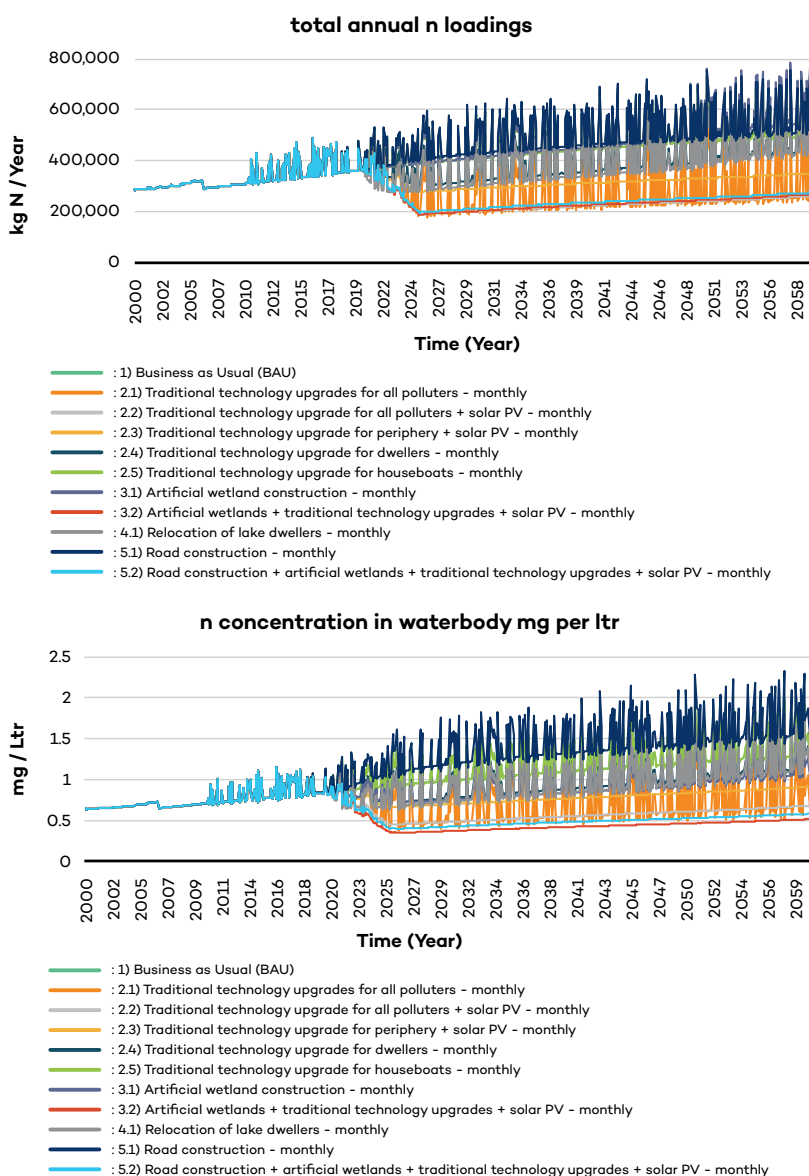 total annual n loadings
800,000
600,000
400,000
200,000
0
kg N / Year
2000 2002 2005 2007 2010 2012 2015 2017 2019 2022 2024 2027 2029 2031 2034 2036 2039 2041 2044 2046 2048 2051 2053 2056 2058
Time (Year)
: 1) Business as Usual (BAU)
: 2.1) Traditional technology upgrades for all polluters - monthly
: 2.2) Traditional technology upgrade for all polluters + solar PV - monthly
: 2.3) Traditional technology upgrade for periphery + solar PV - monthly
: 2.4) Traditional technology upgrade for dwellers - monthly
: 2.5) Traditional technology upgrade for houseboats - monthly
: 3.1) Artificial wetland construction - monthly
: 3.2) Artificial wetlands + traditional technology upgrades + solar PV - monthly
: 4.1) Relocation of lake dwellers - monthly
: 5.1) Road construction - monthly
: 5.2) Road construction + artificial wetlands + traditional technology upgrades + solar PV - monthly
n concentration in waterbody mg per ltr
2.5
2
1.5
1
0.5
0
mg / Ltr
2000 2002 2005 2007 2009 2011 2014 2016 2018 2020 2023 2025 2027 2029 2032 2034 2036 2038 2041 2043 2045 2047 2050 2052 2054 2056 2059
Time (Year)
: 1) Business as Usual (BAU)
: 2.1) Traditional technology upgrades for all polluters - monthly
: 2.2) Traditional technology upgrade for all polluters + solar PV - monthly
: 2.3) Traditional technology upgrade for periphery + solar PV - monthly
: 2.4) Traditional technology upgrade for dwellers - monthly
: 2.5) Traditional technology upgrade for houseboats - monthly
: 3.1) Artificial wetland construction - monthly
: 3.2) Artificial wetlands + traditional technology upgrades + solar PV - monthly
: 4.1) Relocation of lake dwellers - monthly
: 5.1) Road construction - monthly
: 5.2) Road construction + artificial wetlands + traditional technology upgrades + solar PV - monthly